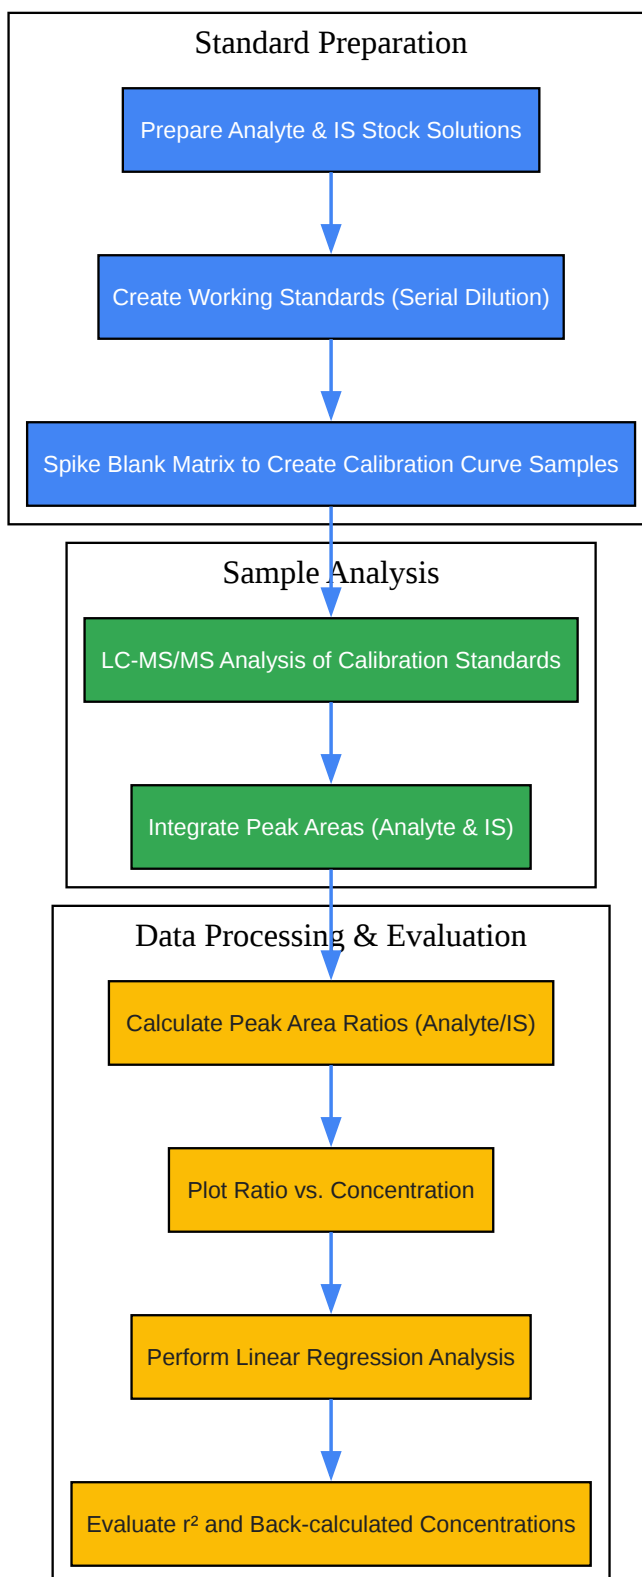 Standard Preparation
Prepare Analyte & IS Stock Solutions
Create Working Standards (Serial Dilution)
Spike Blank Matrix to Create Calibration Curve Samples
Sample Analysis
LC-MS/MS Analysis of Calibration Standards
Integrate Peak Areas (Analyte & IS)
Data Processing & Evaluation
Calculate Peak Area Ratios (Analyte/IS)
Plot Ratio vs. Concentration
Perform Linear Regression Analysis
Evaluate r² and Back-calculated Concentrations